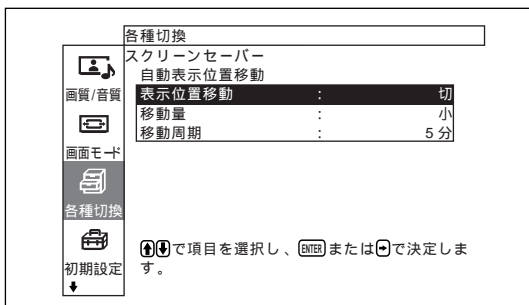 各種切換
スクリーンセーバー
自動表示位置移動
表示位置移動 : 切
移動量 : 小
移動周期 : 5分
画質/音質
画面モード
各種切換
初期設定
で項目を選択し、ENTERまたは で決定しま
す。